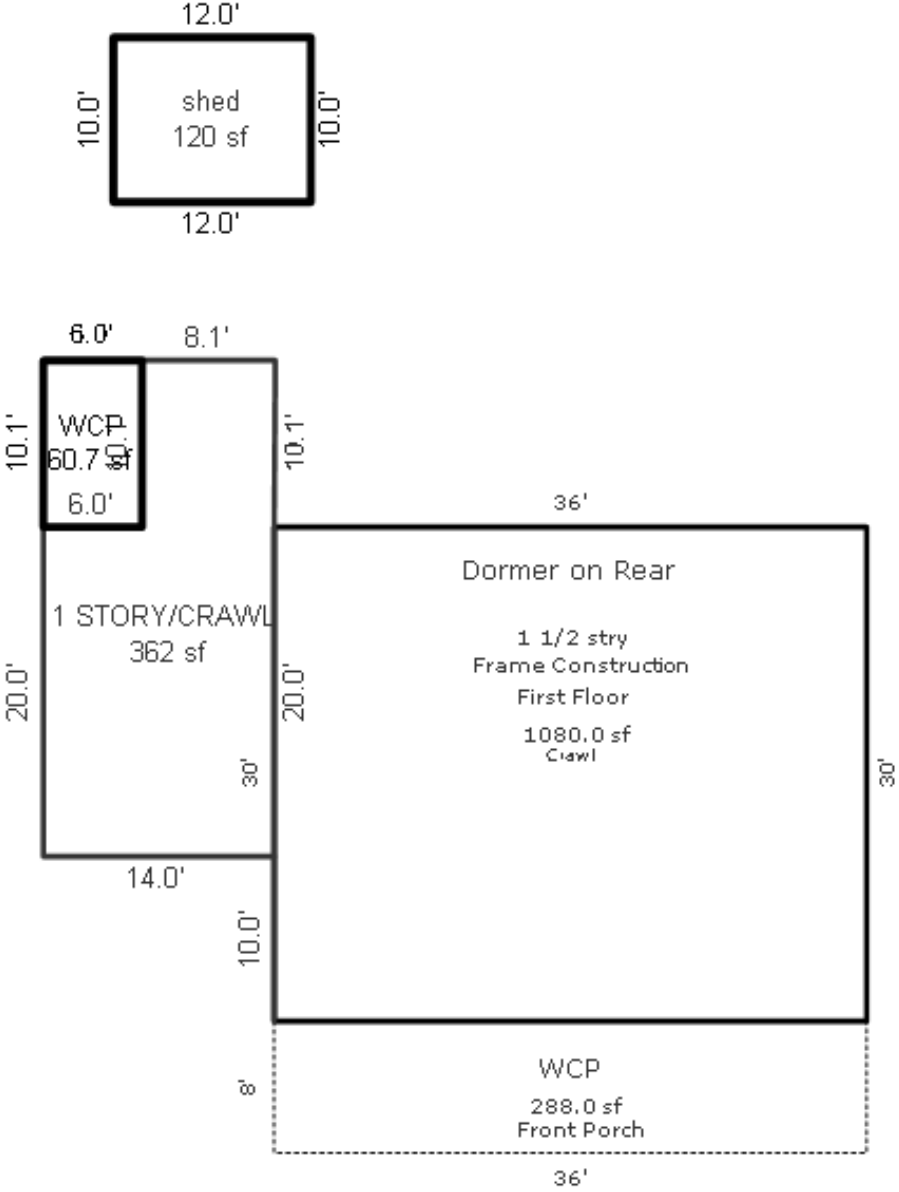 12.0'
10.0'
shed
120 sf
10.0'
12.0'
6.0'
8.1'
10.1'
WCP
60.7 sf
10.1'
10.1'
6.0'
36'
Dormer on Rear
1 1/2 stry
Frame Construction
First Floor
1080.0 sf
Crawl
1 STORY/CRAWL
362 sf
20.0'
20.0'
30'
30'
14.0'
10.0'
8'
WCP
288.0 sf
Front Porch
36'